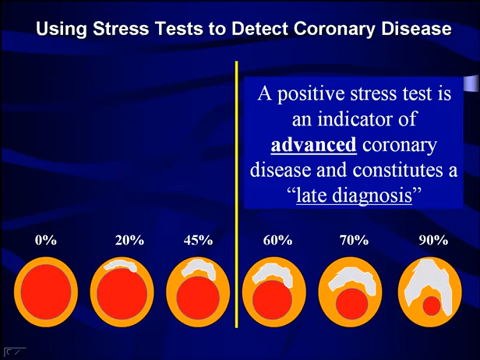 Using Stress Tests to Detect Coronary Disease
A positive stress test is
an indicator of
advanced coronary
disease and constitutes a
“late diagnosis”
0% 20% 45% 60% 70% 90%